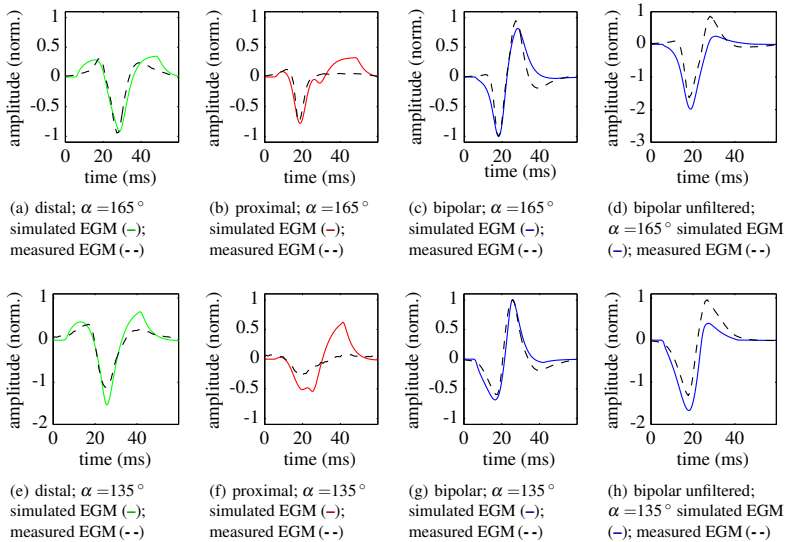 amplitude (norm.)
1
0.5
0
-0.5
-1
0 20 40
time (ms)
(a) distal; α =165°
simulated EGM (–);
measured EGM (- -)
amplitude (norm.)
1
0.5
0
-0.5
-1
0 20 40
time (ms)
(b) proximal; α =165°
simulated EGM (–);
measured EGM (- -)
amplitude (norm.)
1
0.5
0
-0.5
-1
0 20 40
time (ms)
(c) bipolar; α =165°
simulated EGM (–);
measured EGM (- -)
amplitude (norm.)
1
0
-1
-2
-3
0 20 40
time (ms)
(d) bipolar unfiltered;
α =165° simulated EGM
(–); measured EGM (- -)
amplitude (norm.)
1
0
-1
-2
0 20 40
time (ms)
(e) distal; α =135°
simulated EGM (–);
measured EGM (- -)
amplitude (norm.)
1
0.5
0
-0.5
-1
0 20 40
time (ms)
(f) proximal; α =135°
simulated EGM (–);
measured EGM (- -)
amplitude (norm.)
1
0.5
0
-0.5
-1
0 20 40
time (ms)
(g) bipolar; α =135°
simulated EGM (–);
measured EGM (- -)
amplitude (norm.)
1
0
-1
-2
0 20 40
time (ms)
(h) bipolar unfiltered;
α =135° simulated EGM
(–); measured EGM (- -)